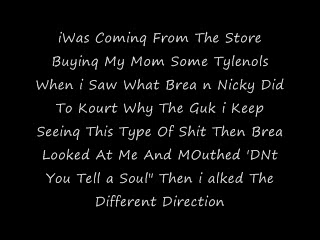 iWas Coming From The Store
Buying My Mom Some Tylenols
When i Saw What Brea n Nicky Did
To Kourt Why The Guk i Keep
Seeing This Type Of Shit Then Brea
Looked At Me And MOuthed 'DNt
You Tell a Soul" Then i alked The
Different Direction